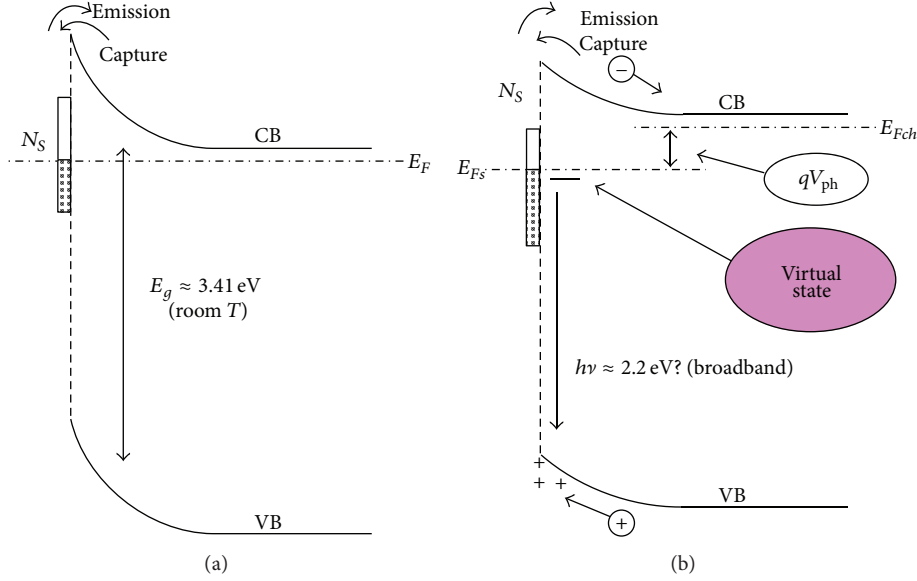 Emission
Capture
N_S
CB
E_F
E_g ≈ 3.41 eV
(room T)
VB
(a)
Emission
Capture
−
N_S
CB
E_Fch
E_Fs
qV_ph
Virtual
state
hν ≈ 2.2 eV? (broadband)
+
+ +
VB
+
(b)